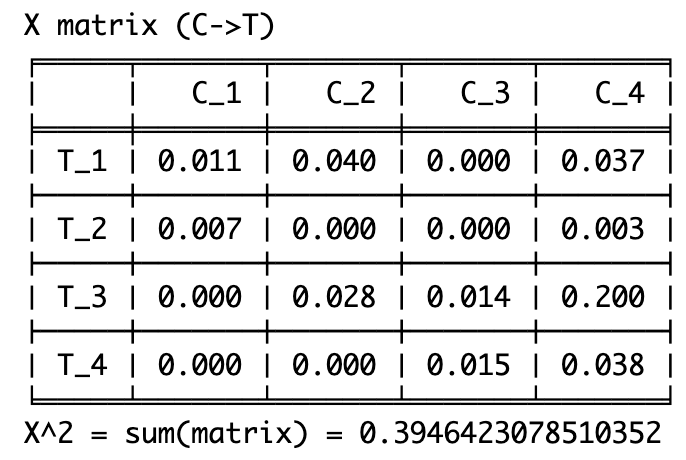 X matrix (C->T)
C_1 C_2 C_3 C_4
T_1 0.011 0.040 0.000 0.037
T_2 0.007 0.000 0.000 0.003
T_3 0.000 0.028 0.014 0.200
T_4 0.000 0.000 0.015 0.038
X^2 = sum(matrix) = 0.3946423078510352